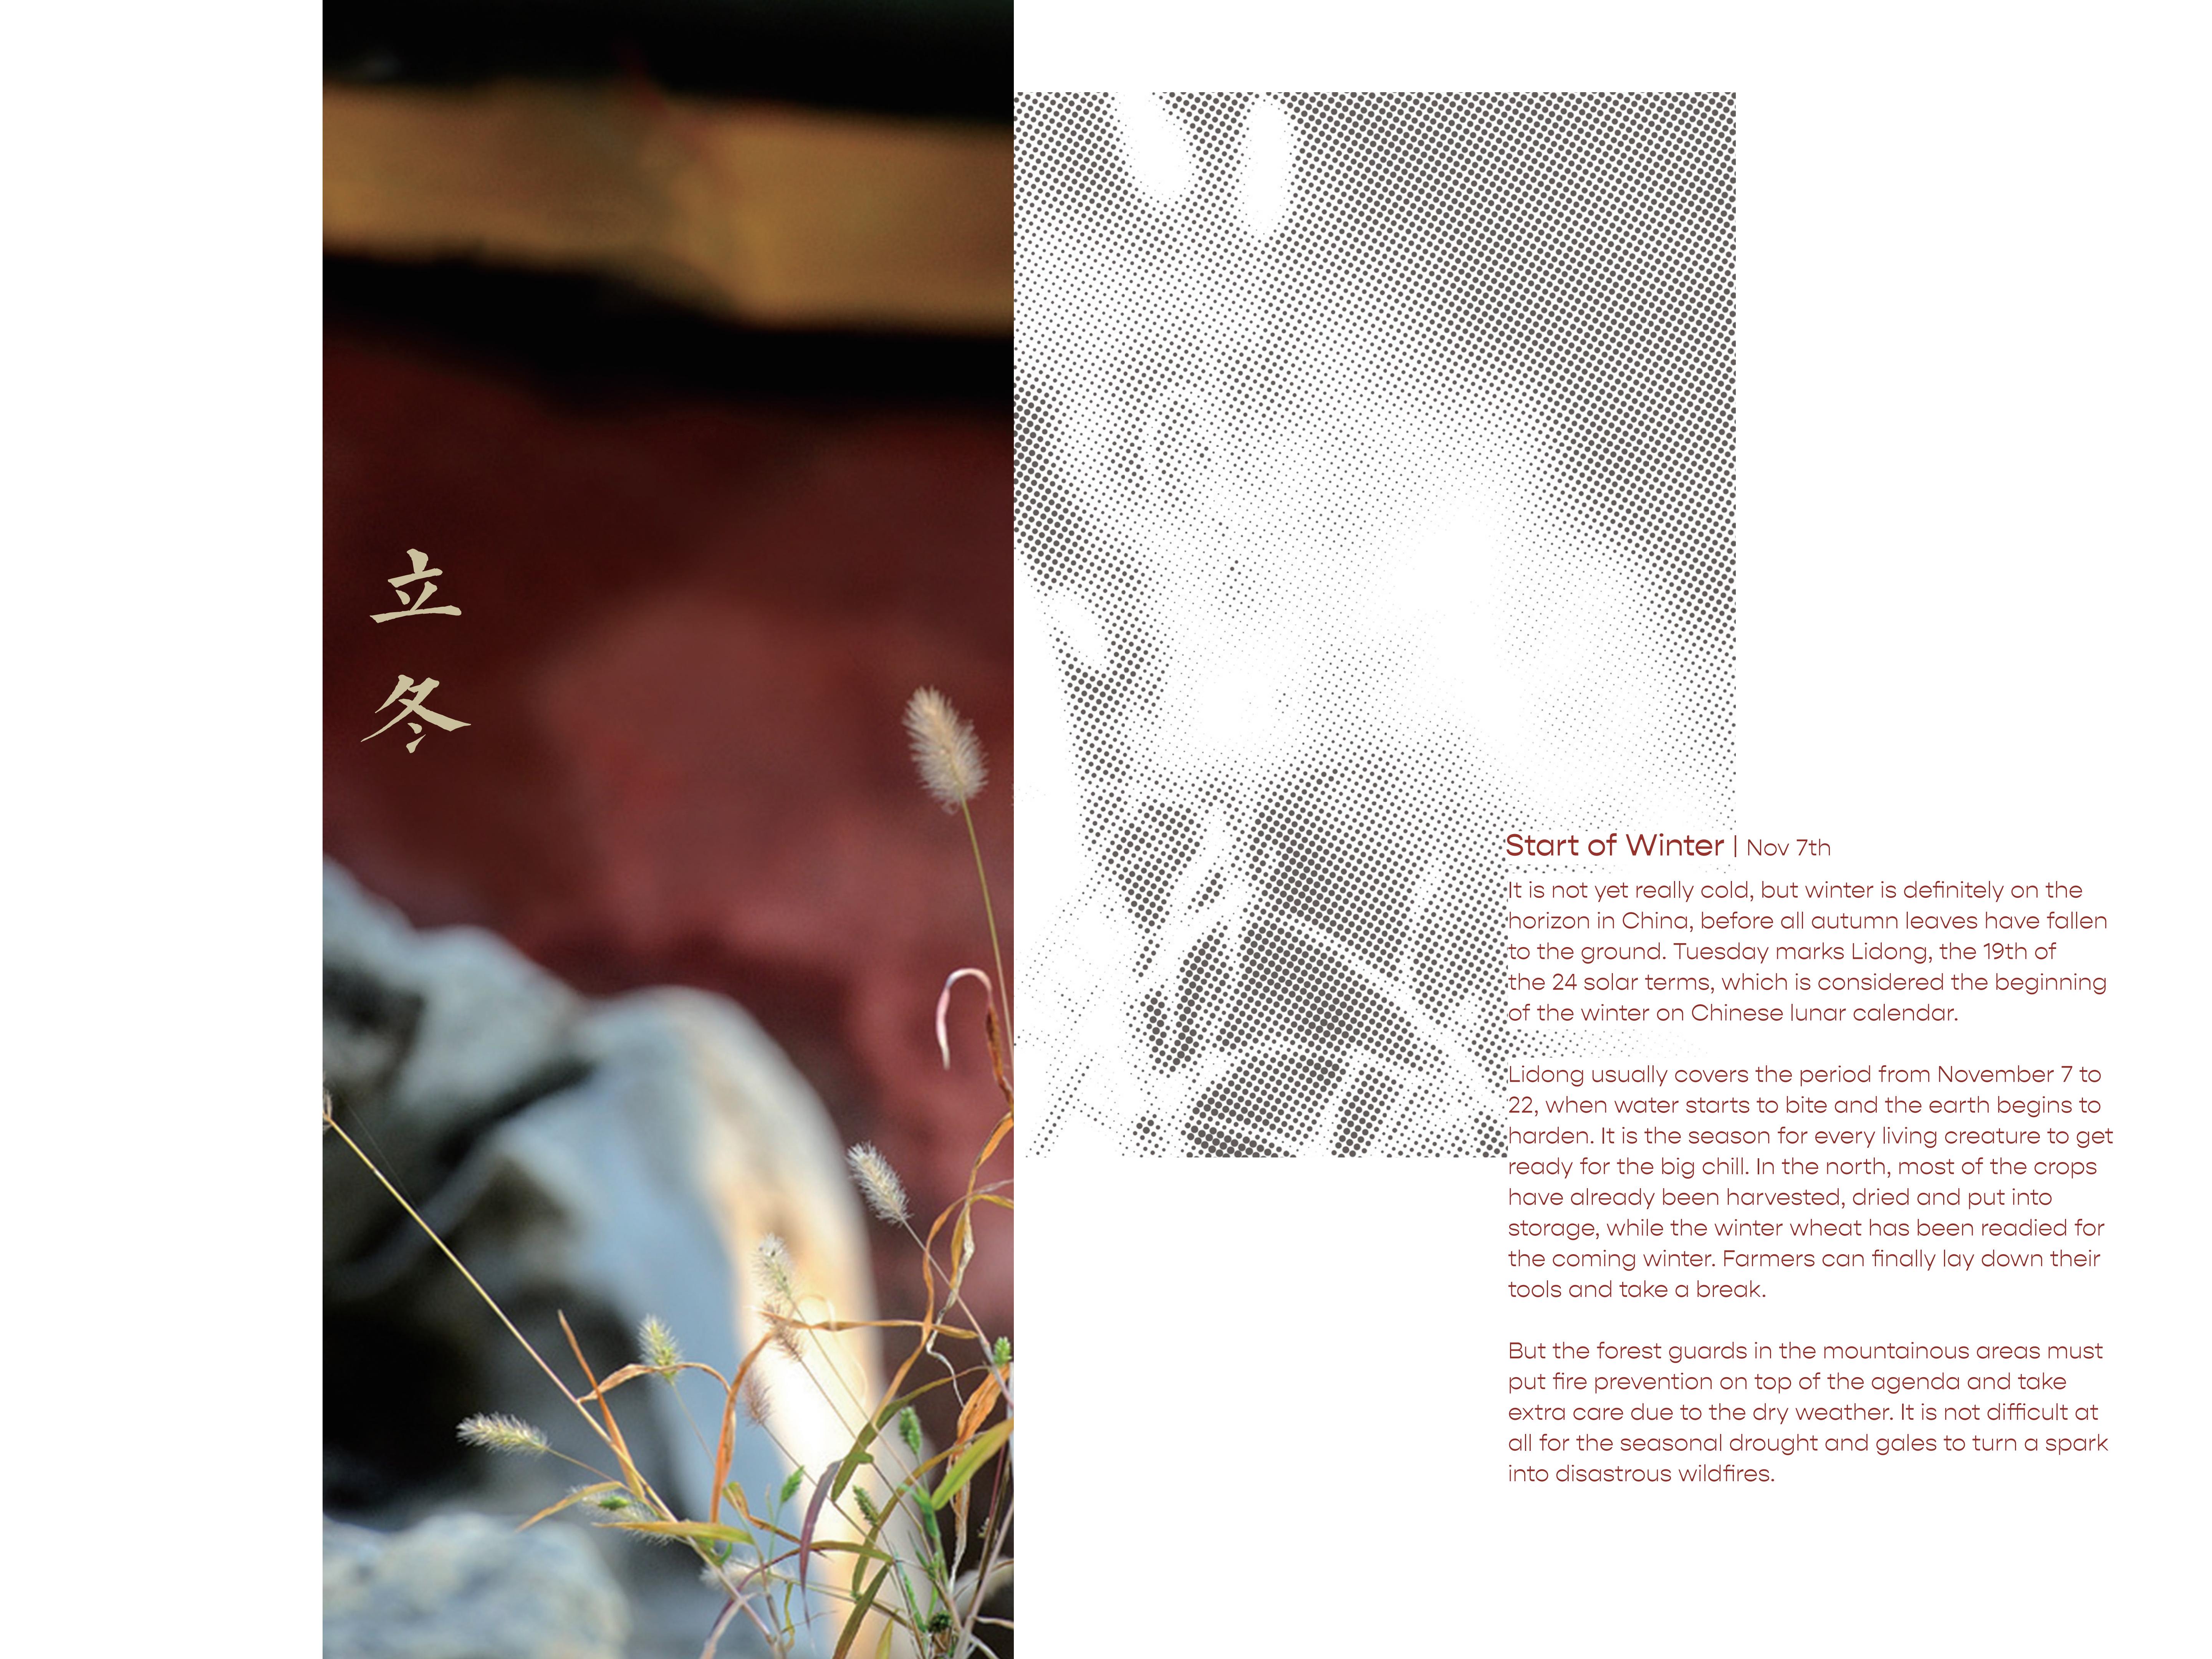 立
冬
Start of Winter | Nov 7th
It is not yet really cold, but winter is definitely on the
horizon in China, before all autumn leaves have fallen
to the ground. Tuesday marks Lidong, the 19th of
the 24 solar terms, which is considered the beginning
of the winter on Chinese lunar calendar.
Lidong usually covers the period from November 7 to
22, when water starts to bite and the earth begins to
harden. It is the season for every living creature to get
ready for the big chill. In the north, most of the crops
have already been harvested, dried and put into
storage, while the winter wheat has been readied for
the coming winter. Farmers can finally lay down their
tools and take a break.
But the forest guards in the mountainous areas must
put fire prevention on top of the agenda and take
extra care due to the dry weather. It is not difficult at
all for the seasonal drought and gales to turn a spark
into disastrous wildfires.